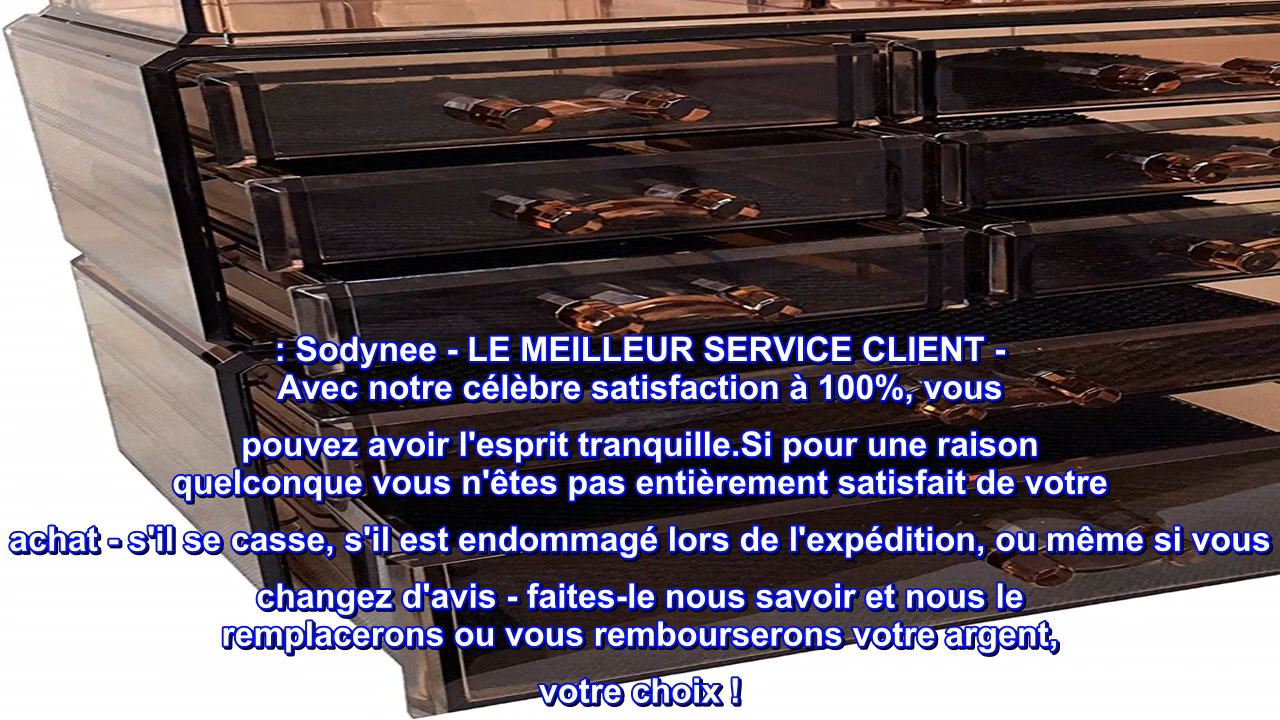 : Sodynee - LE MEILLEUR SERVICE CLIENT -
Avec notre célèbre satisfaction à 100%, vous
pouvez avoir l'esprit tranquille.Si pour une raison
quelconque vous n'êtes pas entièrement satisfait de votre
achat - s'il se casse, s'il est endommagé lors de l'expédition, ou même si vous
changez d'avis - faites-le nous savoir et nous le
remplacerons ou vous rembourserons votre argent,
votre choix !